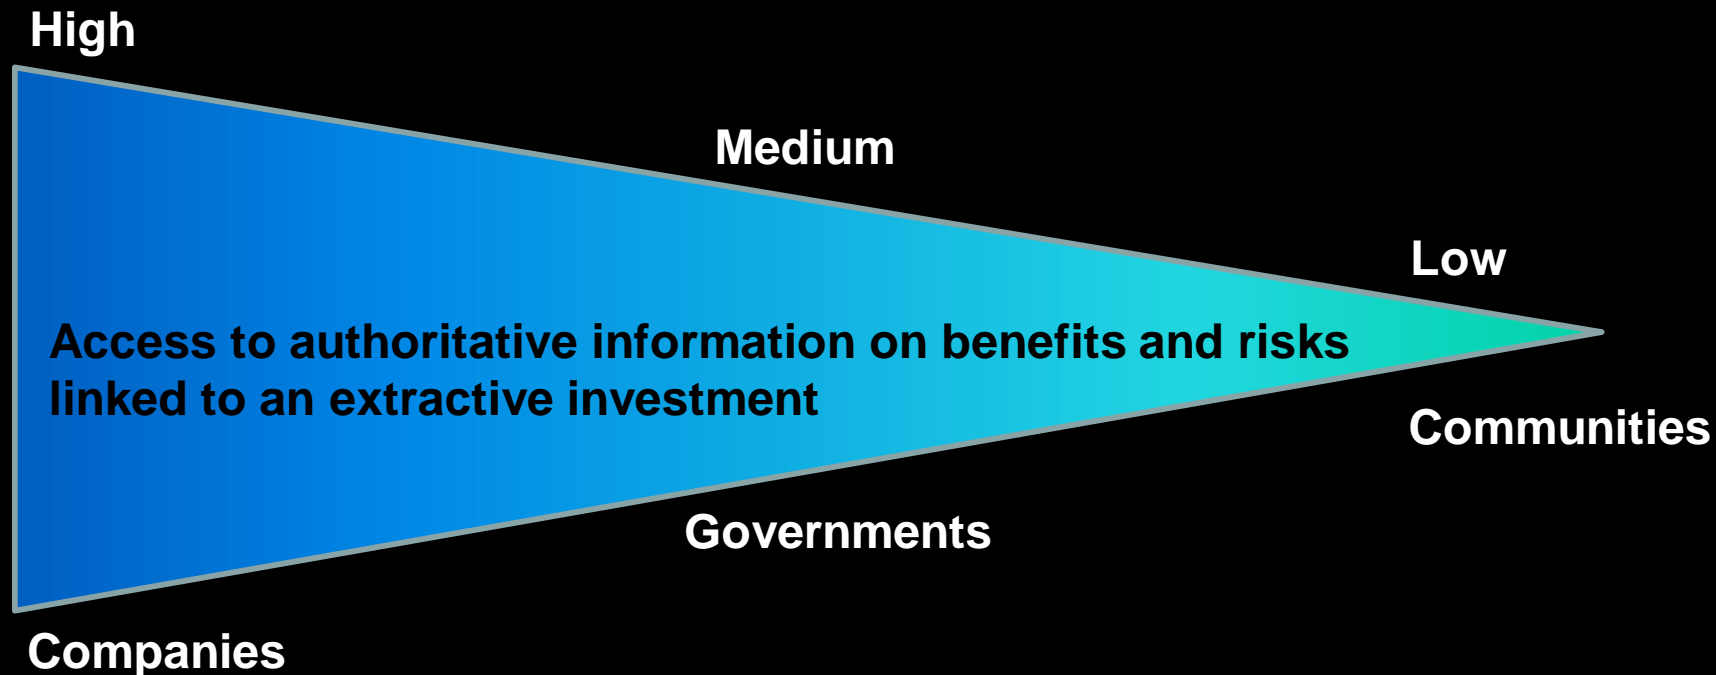 High
Medium
Low
Access to authoritative information on benefits and risks
linked to an extractive investment
Communities
Governments
Companies